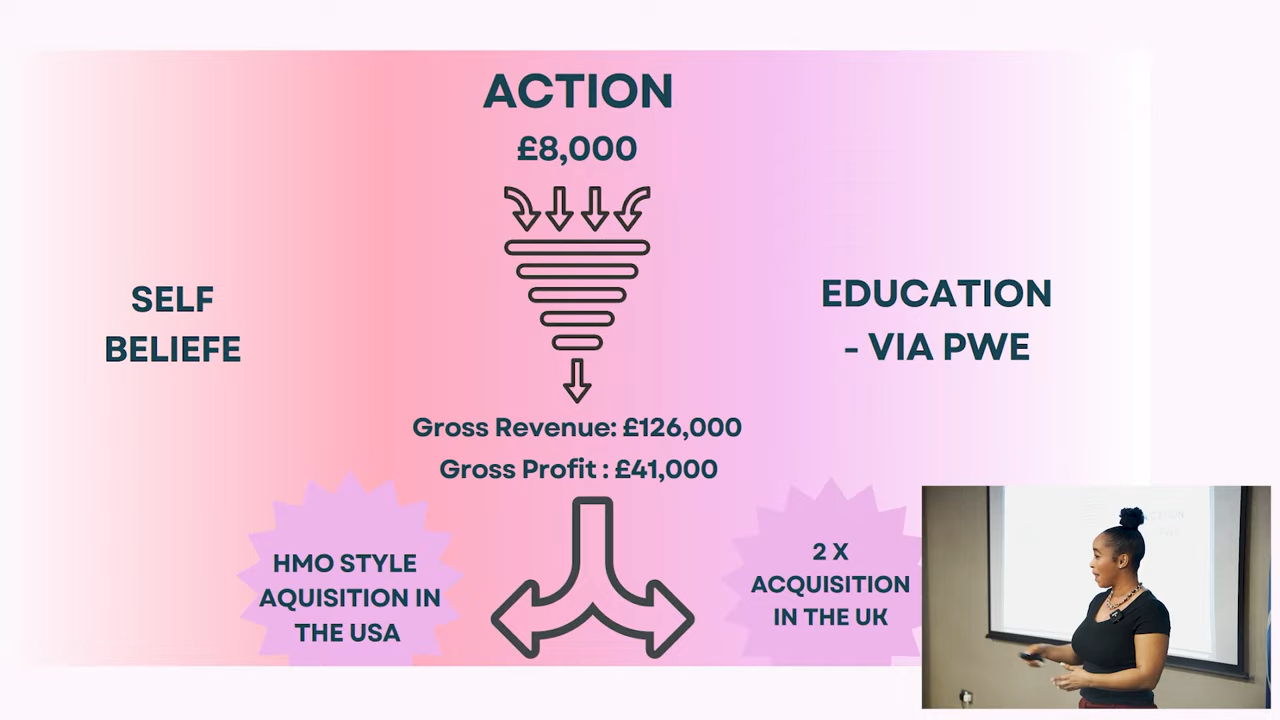 ACTION
£8,000
SELF
BELIEFE
EDUCATION
- VIA PWE
Gross Revenue: £126,000
Gross Profit : £41,000
HMO STYLE
AQUISITION IN
THE USA
2 X
ACQUISITION
IN THE UK